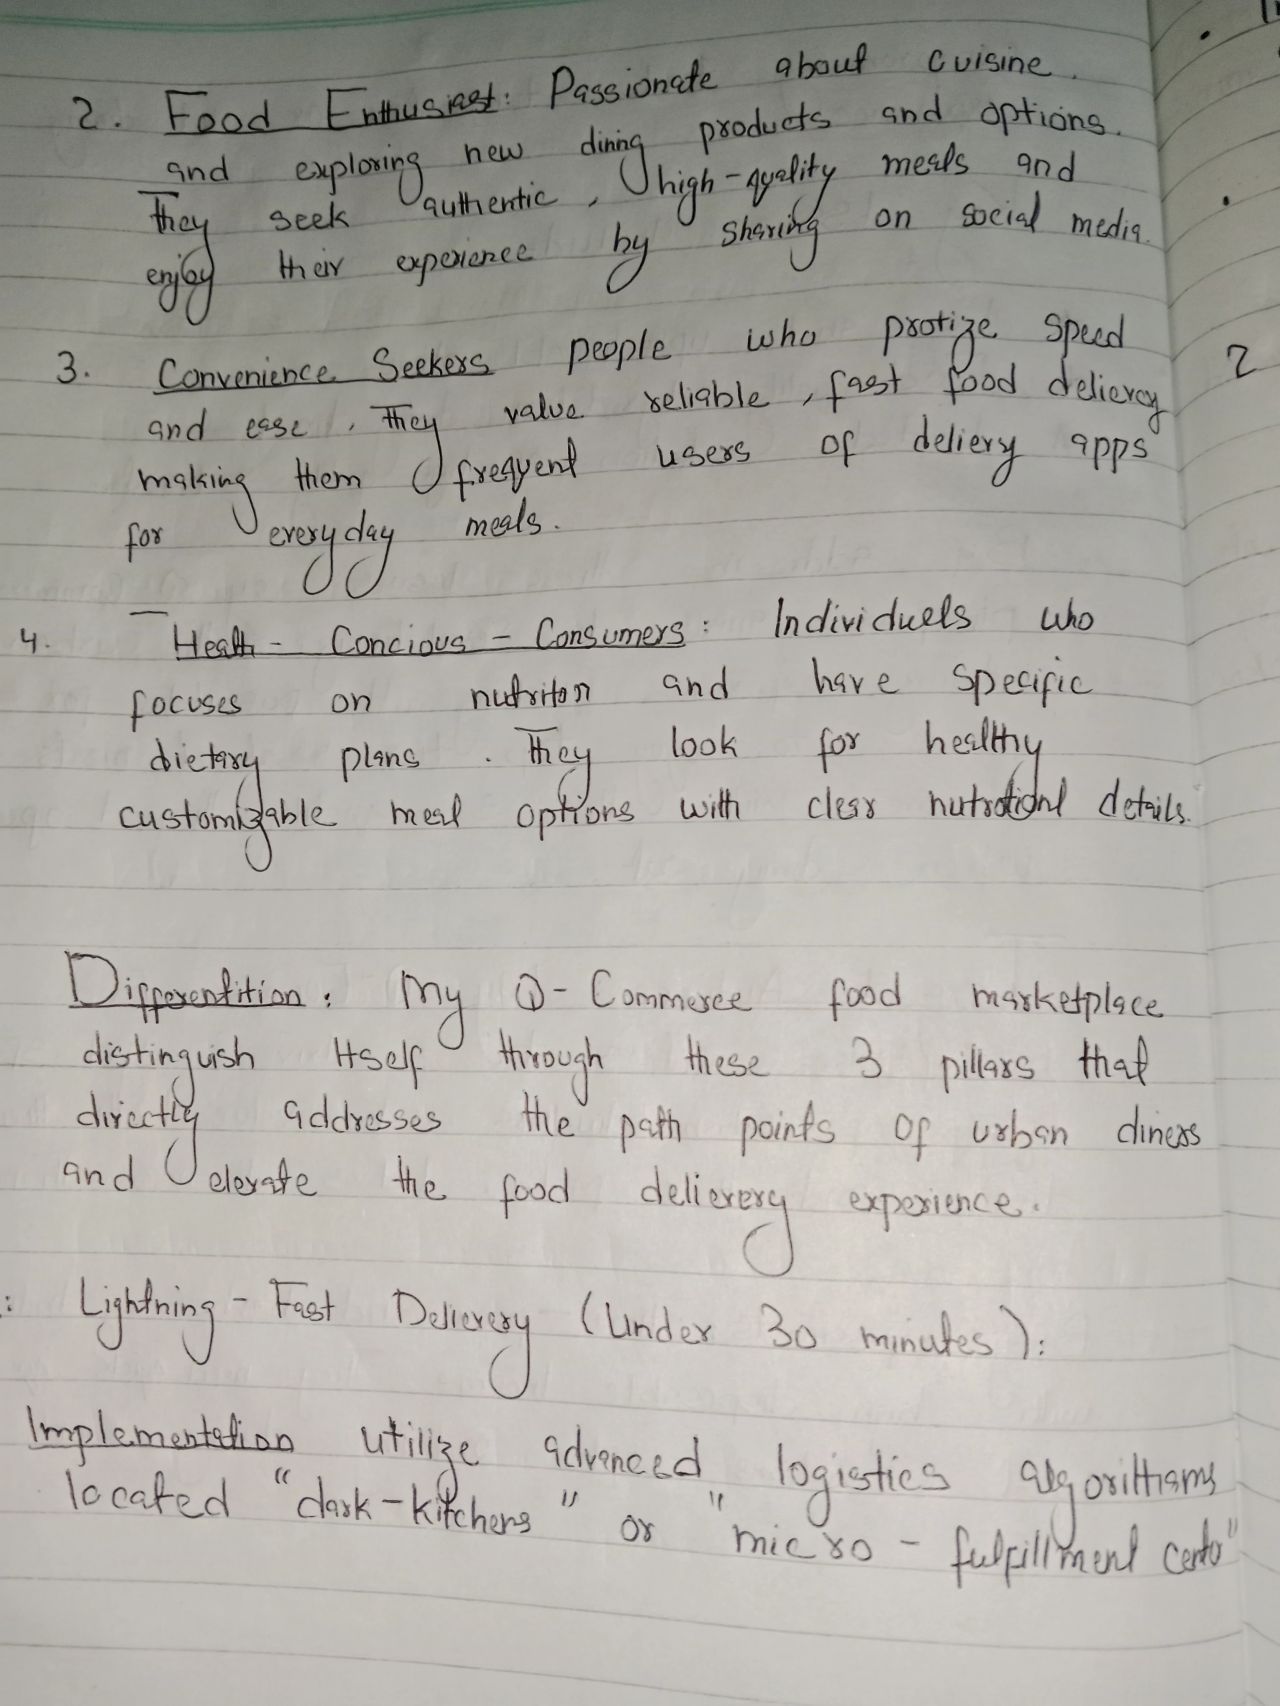 2. Food Enthusiast: Passionate about cuisine
and exploring new dining products and options.
They seek authentic, high-quality meals and
enjoy their experience by sharing on social media.
3. Convenience Seekers people who protize speed
and ease, They value reliable, fast food delievcy
making them frequent users of deliery apps
for everyday meals.
4. Health - Concious - Consumers: Individuels who
focuses on nutriton and have specific
dietary plans. They look for healthy
customizable meal options with clear nutrotionl details.
Differentition: My Q-Commerce food marketplace
distinguish Itself through these 3 pillars that
directly addresses the path points of urban diners
and elevate the food delievery experience.
: Lightning-Fast Delievery (Under 30 minutes):
Implementation utilize advanced logistics algorithams
located "dark-kitchens" or "micro-fulfillment cento"
2